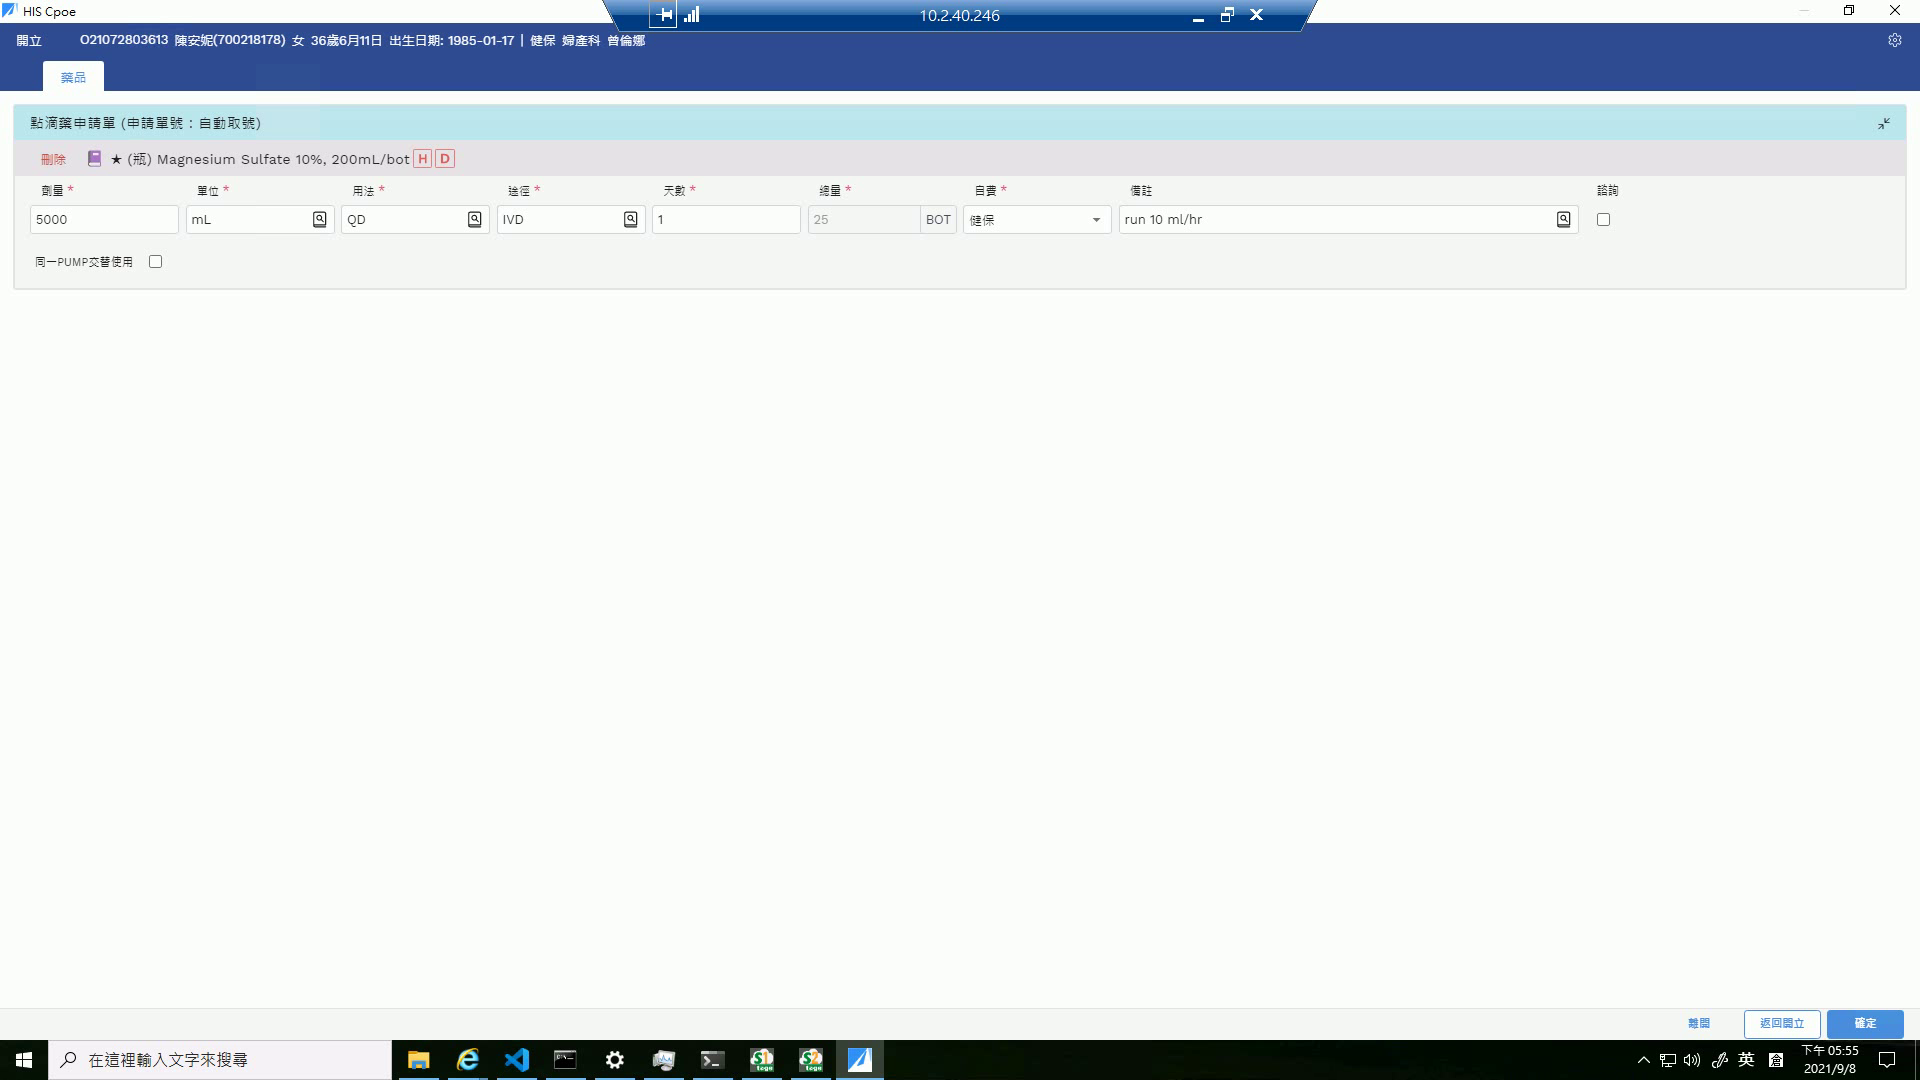 HIS Cpoe
10.2.40.246
開立 O21072803613 陳安妮(700218178) 女 36歲6月11日 出生日期: 1985-01-17 | 健保 婦產科 曾倫娜
藥品
點滴藥申請單 (申請單號：自動取號)
刪除 ★ (瓶) Magnesium Sulfate 10%, 200mL/bot H D
劑量 * 單位 * 用法 * 途徑 * 天數 * 總量 * 自費 * 備註 諮詢
5000 mL QD IVD 1 25 BOT 健保 run 10 ml/hr
同一PUMP交替使用
離開 返回開立 確定
在這裡輸入文字來搜尋
S1 togo
S2 togo
英
倉
下午 05:55
2021/9/8